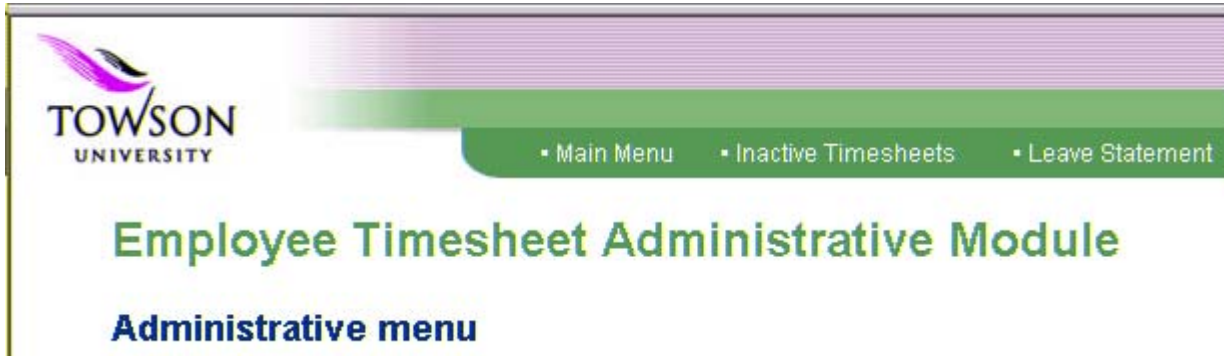 TOWSON
UNIVERSITY
▪ Main Menu ▪ Inactive Timesheets ▪ Leave Statement
Employee Timesheet Administrative Module
Administrative menu